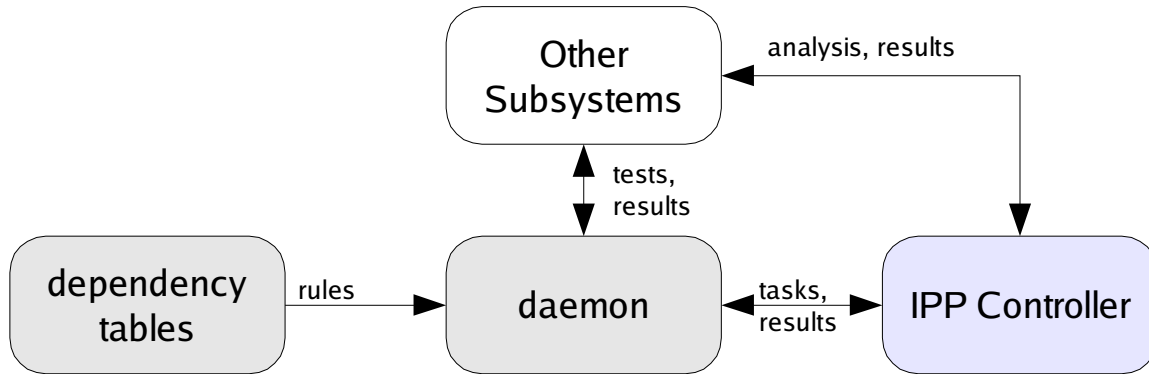 Other
Subsystems
analysis, results
tests,
results
dependency
tables
rules
daemon
tasks,
results
IPP Controller